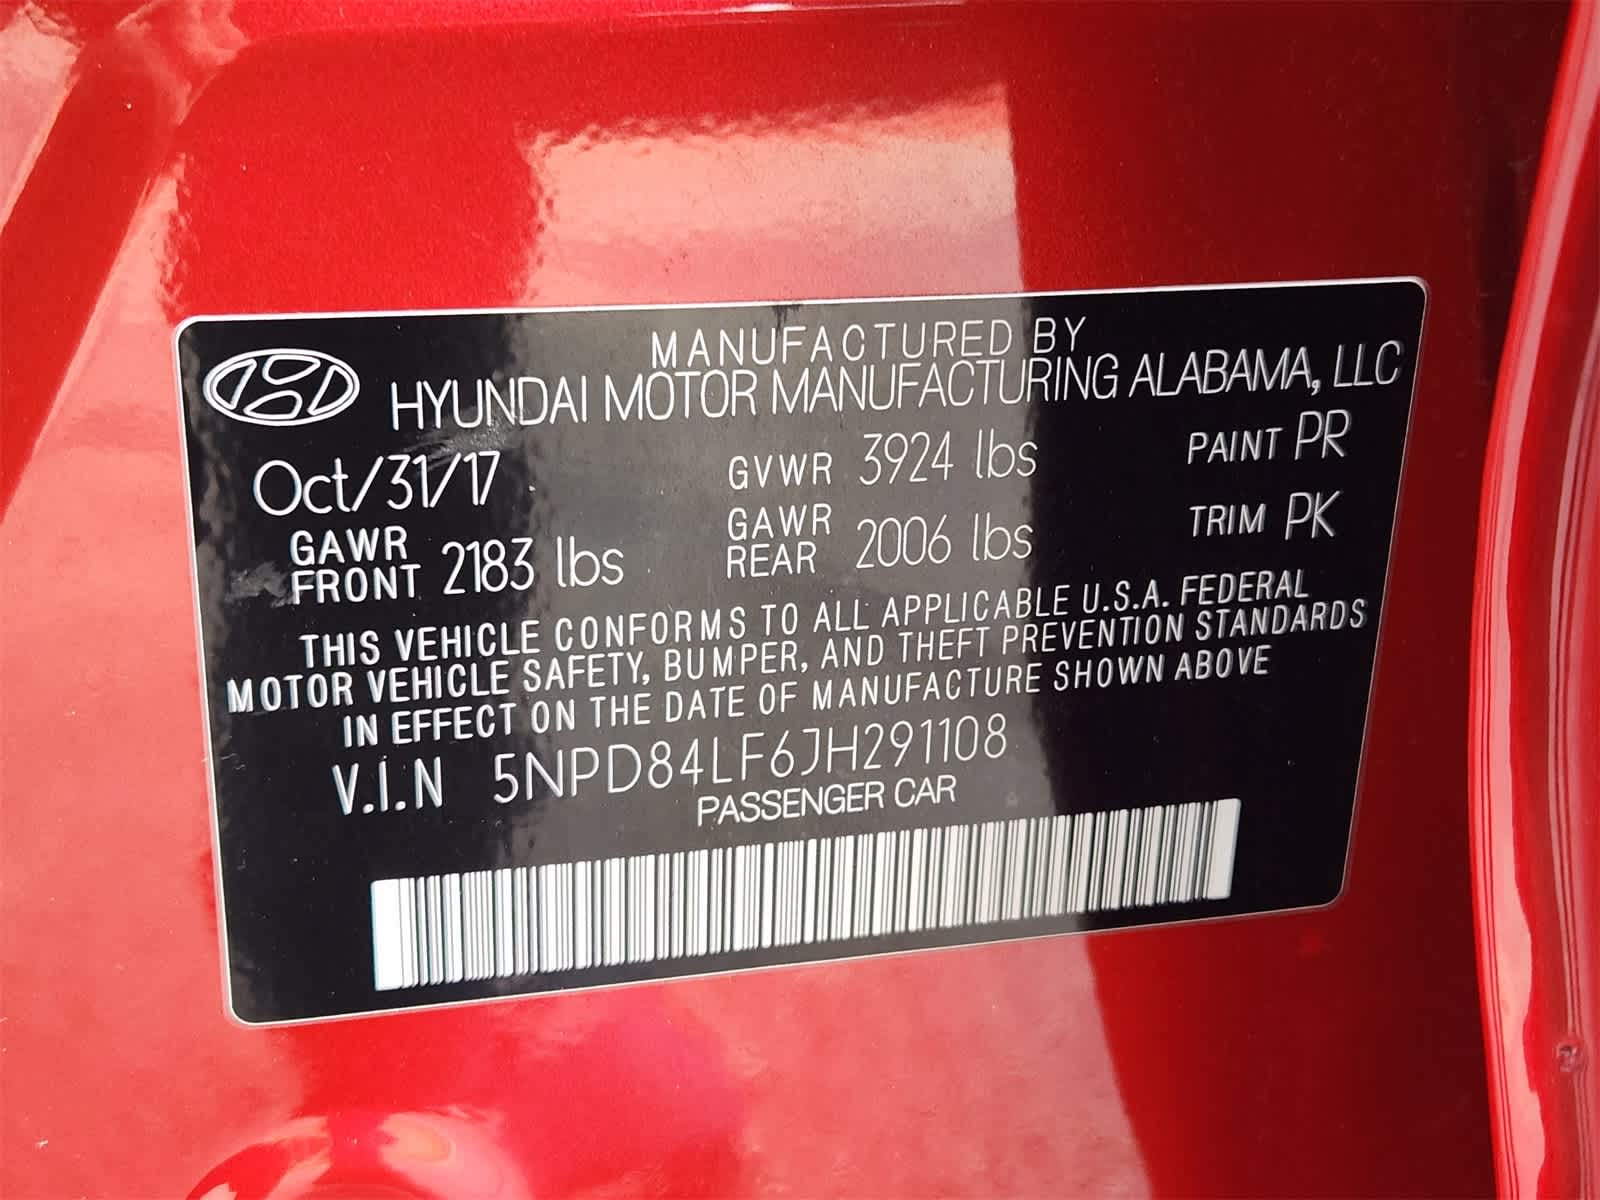 MANUFACTURED BY
HYUNDAI MOTOR MANUFACTURING ALABAMA, LLC
Oct/31/17 GVWR 3924 lbs PAINT PR
GAWR FRONT 2183 lbs GAWR REAR 2006 lbs TRIM PK
THIS VEHICLE CONFORMS TO ALL APPLICABLE U.S.A. FEDERAL
MOTOR VEHICLE SAFETY, BUMPER, AND THEFT PREVENTION STANDARDS
IN EFFECT ON THE DATE OF MANUFACTURE SHOWN ABOVE
V.I.N 5NPD84LF6JH291108
PASSENGER CAR